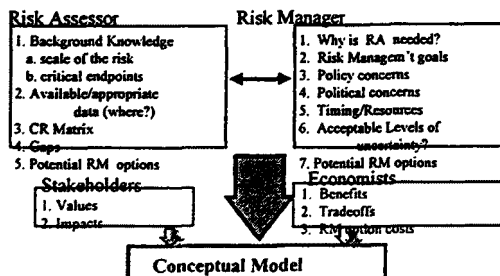 Risk Assessor
1. Background Knowledge
a. scale of the risk
b. critical endpoints
2. Available/appropriate
data (where?)
3. CR Matrix
4. Gaps
5. Potential RM options
Risk Manager
1. Why is RA needed?
2. Risk Managem't goals
3. Policy concerns
4. Political concerns
5. Timing/Resources
6. Acceptable Levels of
uncertainty?
7. Potential RM options
Stakeholders
1. Values
2. Impacts
Economists
1. Benefits
2. Tradeoffs
3. RM option costs
Conceptual Model